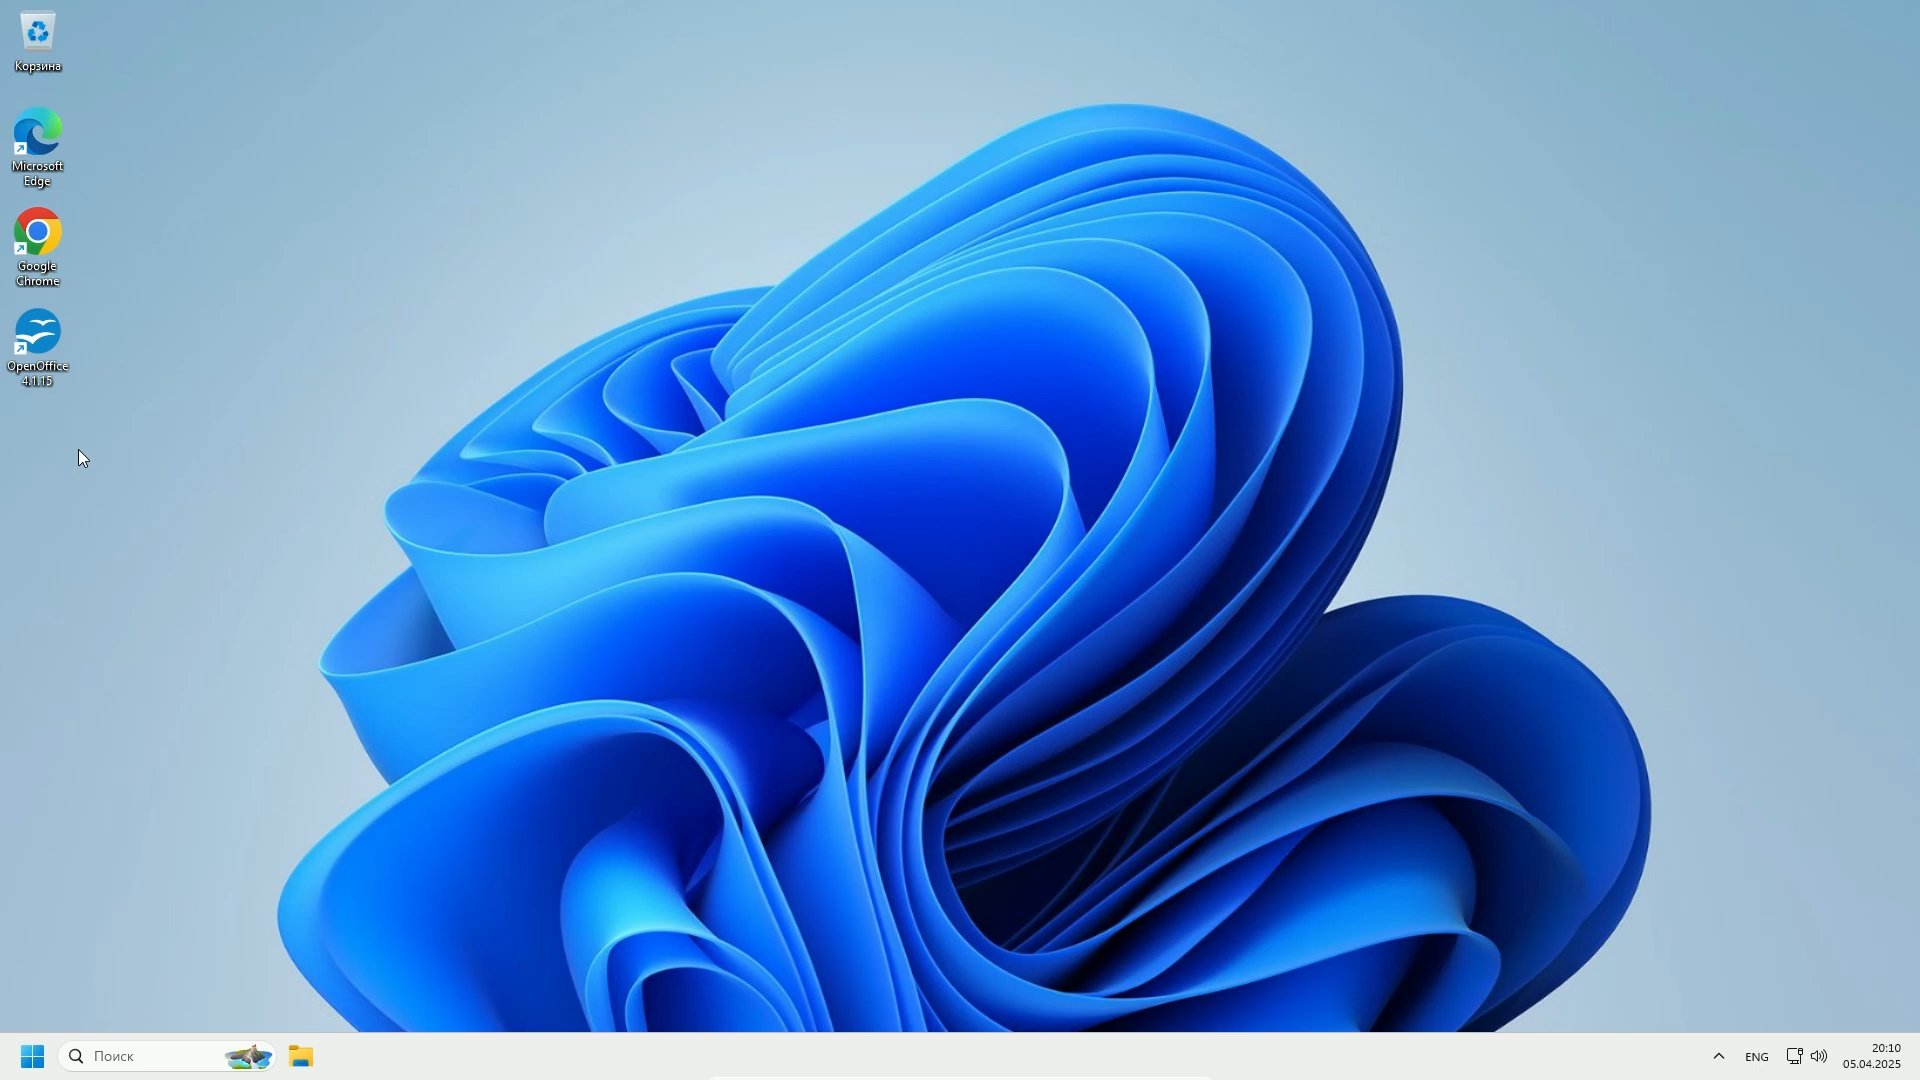 Корзина
Microsoft
Edge
Google
Chrome
OpenOffice
4.1.15
Поиск
ENG
20:10
05.04.2025